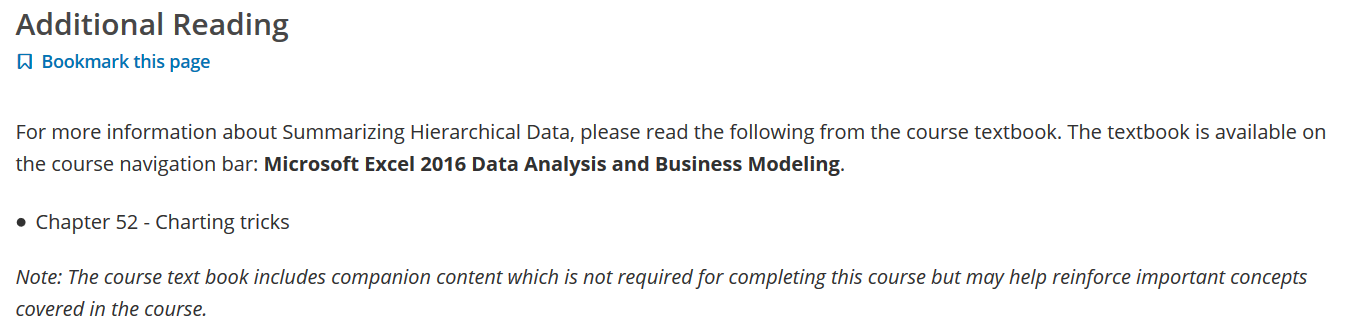 Additional Reading
Bookmark this page
For more information about Summarizing Hierarchical Data, please read the following from the course textbook. The textbook is available on
the course navigation bar: Microsoft Excel 2016 Data Analysis and Business Modeling.
• Chapter 52 - Charting tricks
Note: The course text book includes companion content which is not required for completing this course but may help reinforce important concepts
covered in the course.